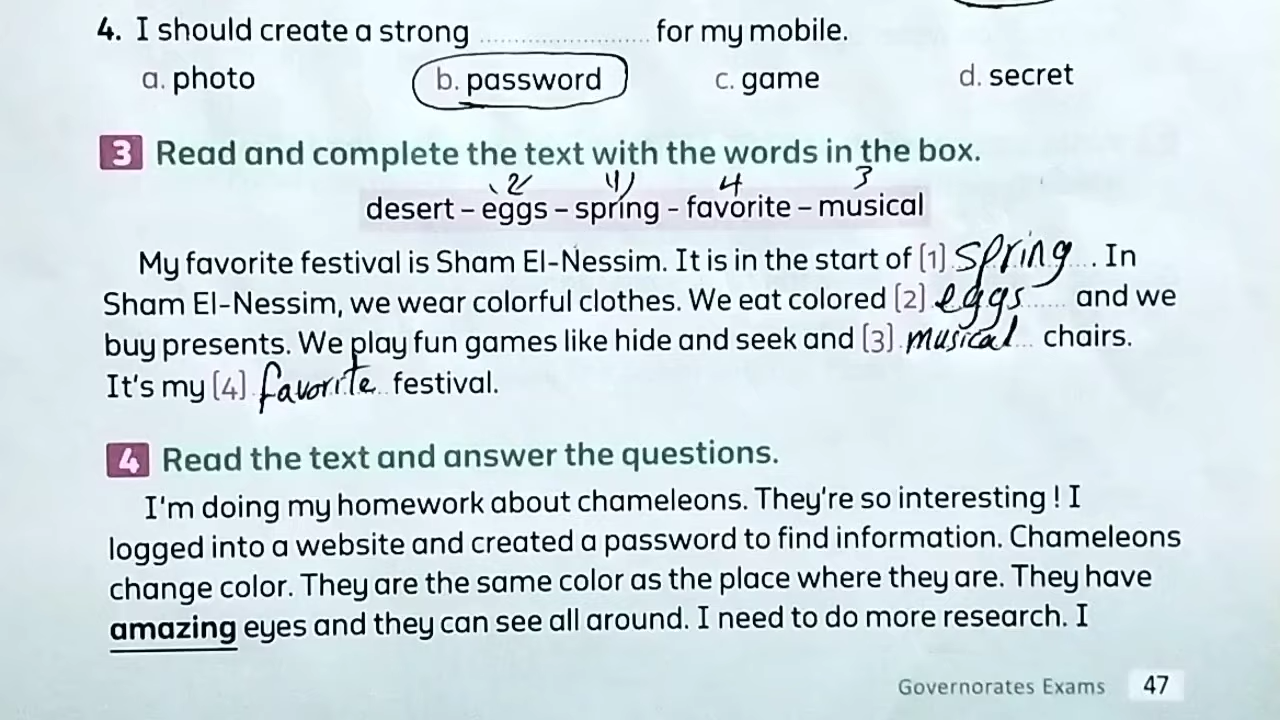 4. I should create a strong ........................ for my mobile.
a. photo b. password c. game d. secret
3 Read and complete the text with the words in the box.
2 (1) 4 3
desert – eggs – spring - favorite – musical
My favorite festival is Sham El-Nessim. It is in the start of [1] spring. In
Sham El-Nessim, we wear colorful clothes. We eat colored [2] eggs ...... and we
buy presents. We play fun games like hide and seek and [3] musical ... chairs.
It's my [4] favorite festival.
4 Read the text and answer the questions.
I'm doing my homework about chameleons. They're so interesting ! I
logged into a website and created a password to find information. Chameleons
change color. They are the same color as the place where they are. They have
amazing eyes and they can see all around. I need to do more research. I
Governorates Exams 47